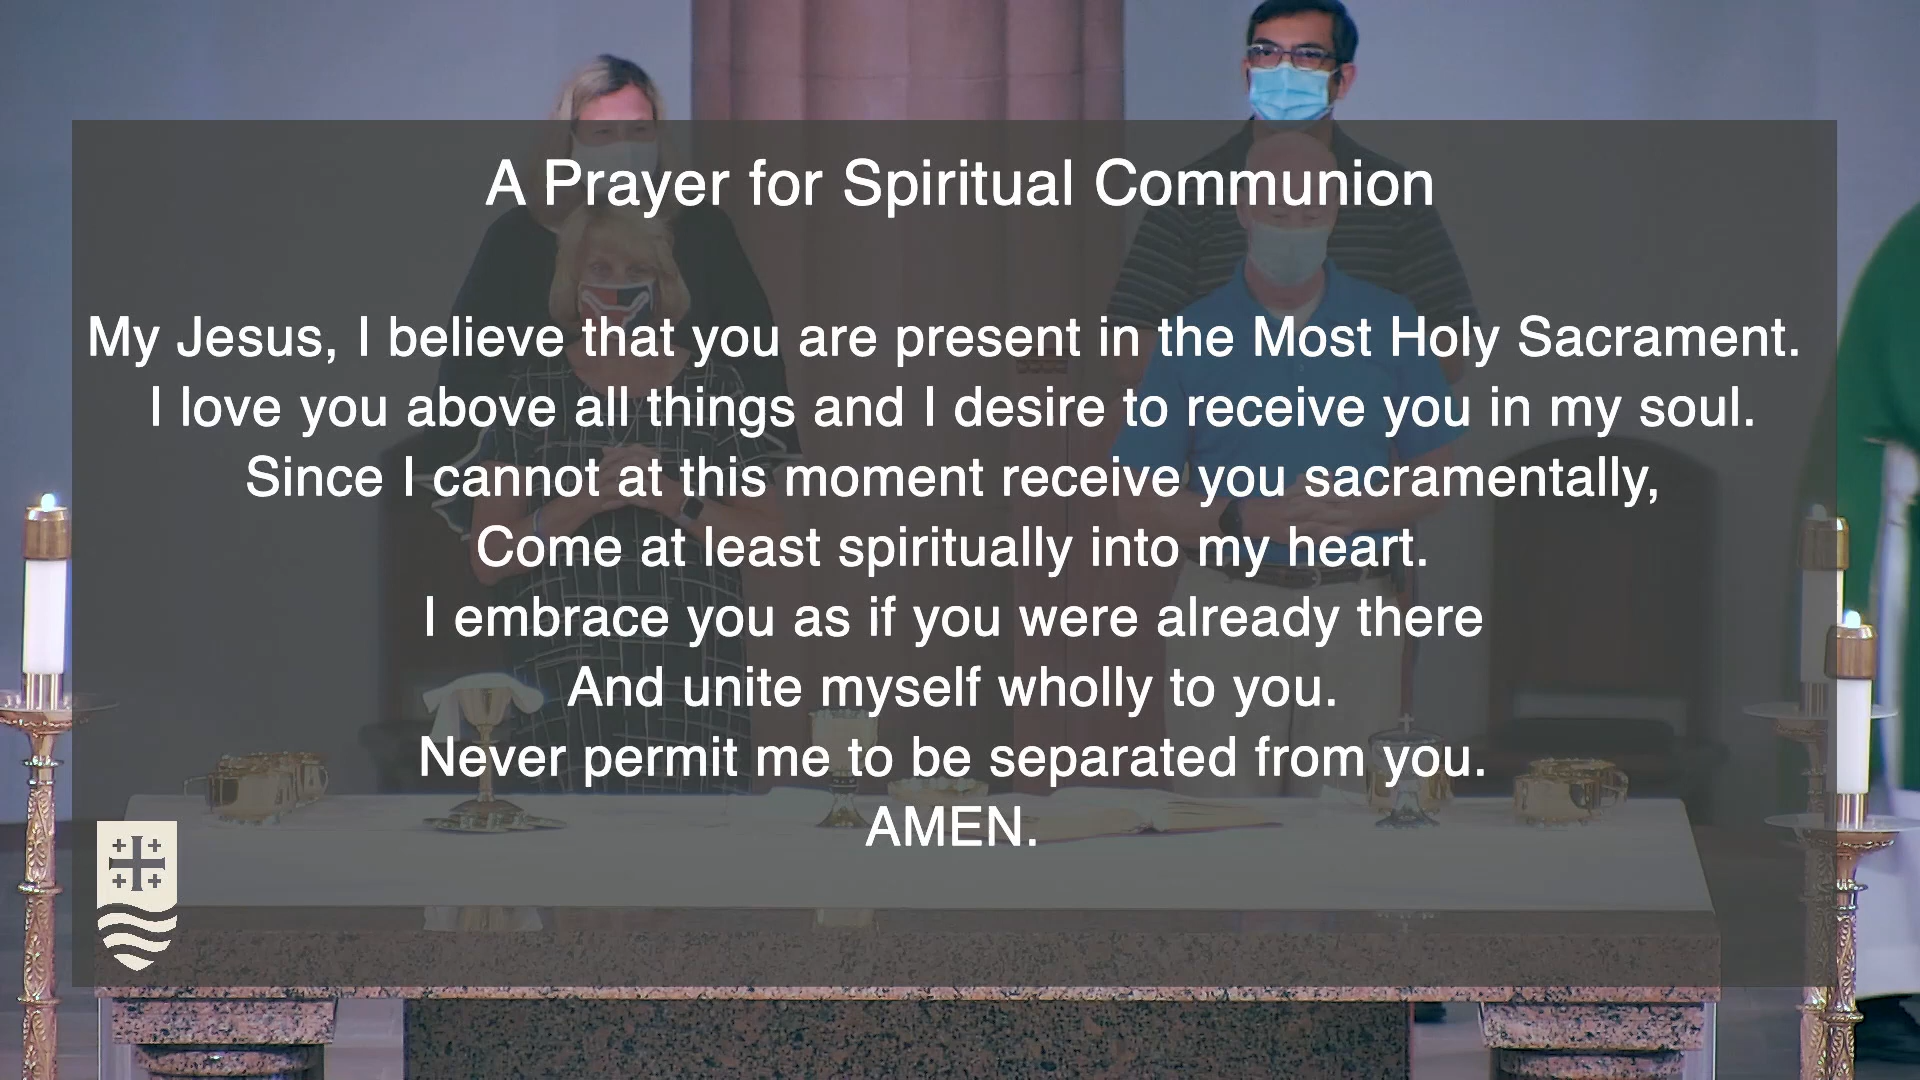 A Prayer for Spiritual Communion
My Jesus, I believe that you are present in the Most Holy Sacrament.
I love you above all things and I desire to receive you in my soul.
Since I cannot at this moment receive you sacramentally,
Come at least spiritually into my heart.
I embrace you as if you were already there
And unite myself wholly to you.
Never permit me to be separated from you.
AMEN.